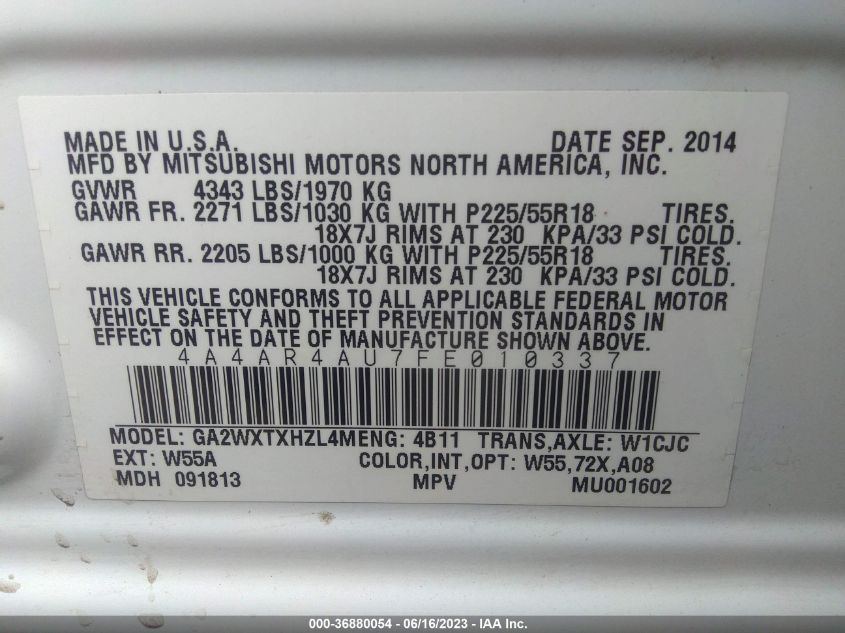 MADE IN U.S.A. DATE SEP. 2014
MFD BY MITSUBISHI MOTORS NORTH AMERICA, INC.
GVWR 4343 LBS/1970 KG
GAWR FR. 2271 LBS/1030 KG WITH P225/55R18 TIRES.
18X7J RIMS AT 230 KPA/33 PSI COLD.
GAWR RR. 2205 LBS/1000 KG WITH P225/55R18 TIRES.
18X7J RIMS AT 230 KPA/33 PSI COLD.
THIS VEHICLE CONFORMS TO ALL APPLICABLE FEDERAL MOTOR
VEHICLE SAFETY AND THEFT PREVENTION STANDARDS IN
EFFECT ON THE DATE OF MANUFACTURE SHOWN ABOVE.
4A4AR4AU7FE010337
MODEL: GA2WXTXHZL4MENG: 4B11 TRANS,AXLE: W1CJC
EXT: W55A COLOR,INT,OPT: W55,72X,A08
MDH 091813 MPV MU001602
000-36880054 - 06/16/2023 - IAA Inc.